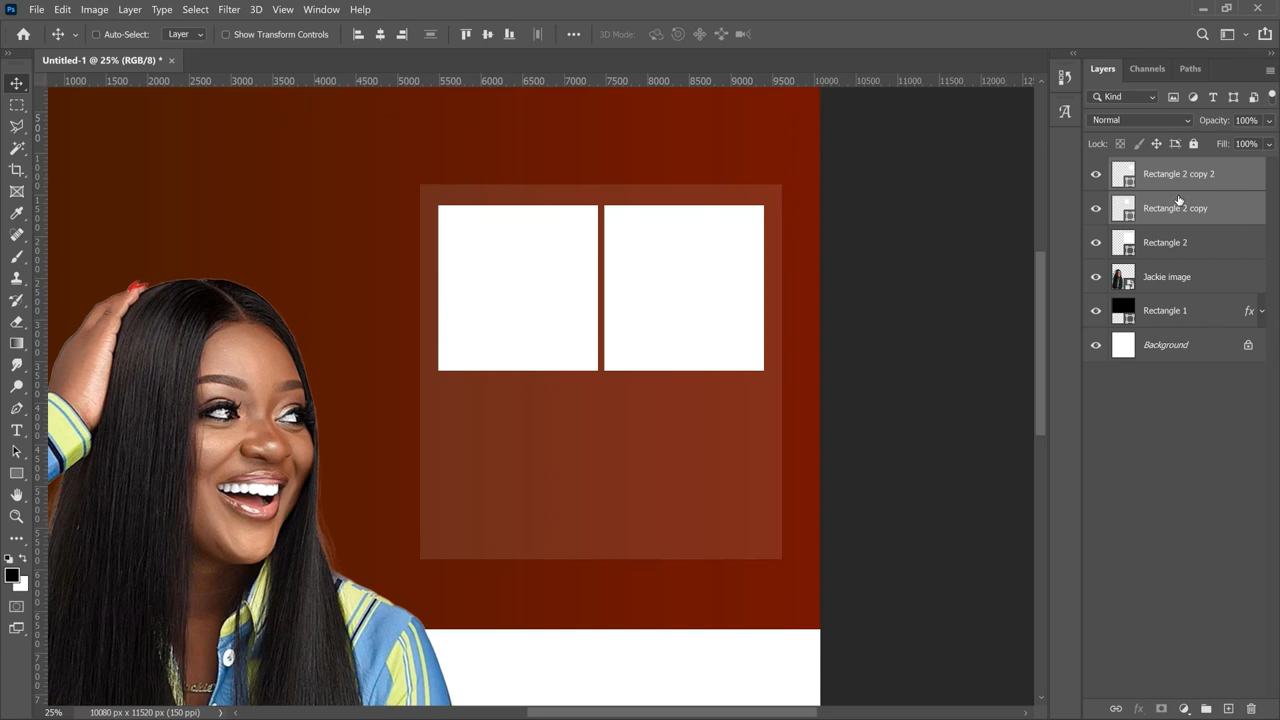 Ps File Edit Image Layer Type Select Filter 3D View Window Help
Auto-Select: Layer Show Transform Controls 3D Mode:
Untitled-1 @ 25% (RGB/8) *
1000 1500 2000 2500 3000 3500 4000 4500 5000 5500 6000 6500 7000 7500 8000 8500 9000 9500 10000 10500 11000 11500 12000
Layers Channels Paths
Kind
Normal Opacity: 100%
Lock: Fill: 100%
Rectangle 2 copy 2
Rectangle 2 copy
Rectangle 2
Jackie image
Rectangle 1 fx
Background
25% 10080 px x 11520 px (150 ppi)